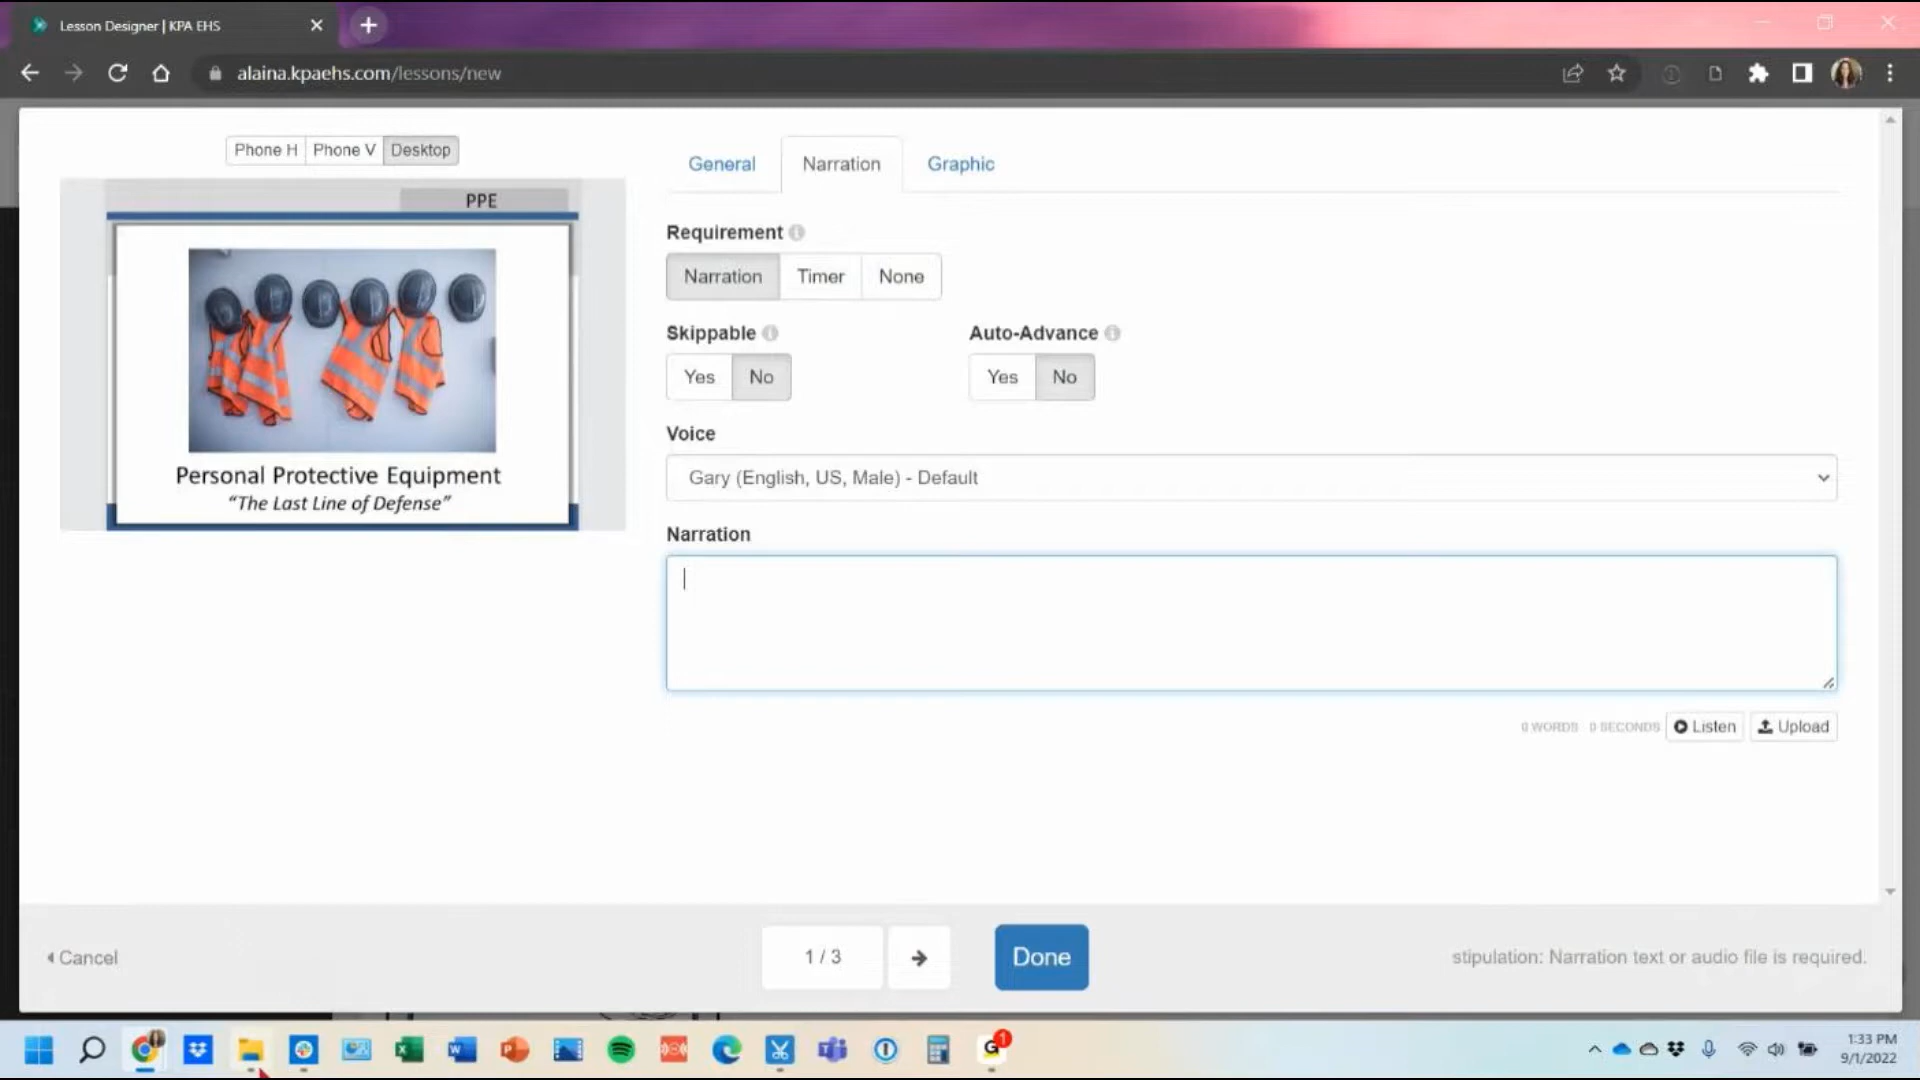 Lesson Designer | KPA EHS
alaina.kpaehs.com/lessons/new
Phone H Phone V Desktop
PPE
Personal Protective Equipment
“The Last Line of Defense”
General Narration Graphic
Requirement
Narration Timer None
Skippable Auto-Advance
Yes No Yes No
Voice
Gary (English, US, Male) - Default
Narration
0 WORDS 0 SECONDS Listen Upload
Cancel
1 / 3
Done
stipulation: Narration text or audio file is required.
1
1:33 PM
9/1/2022